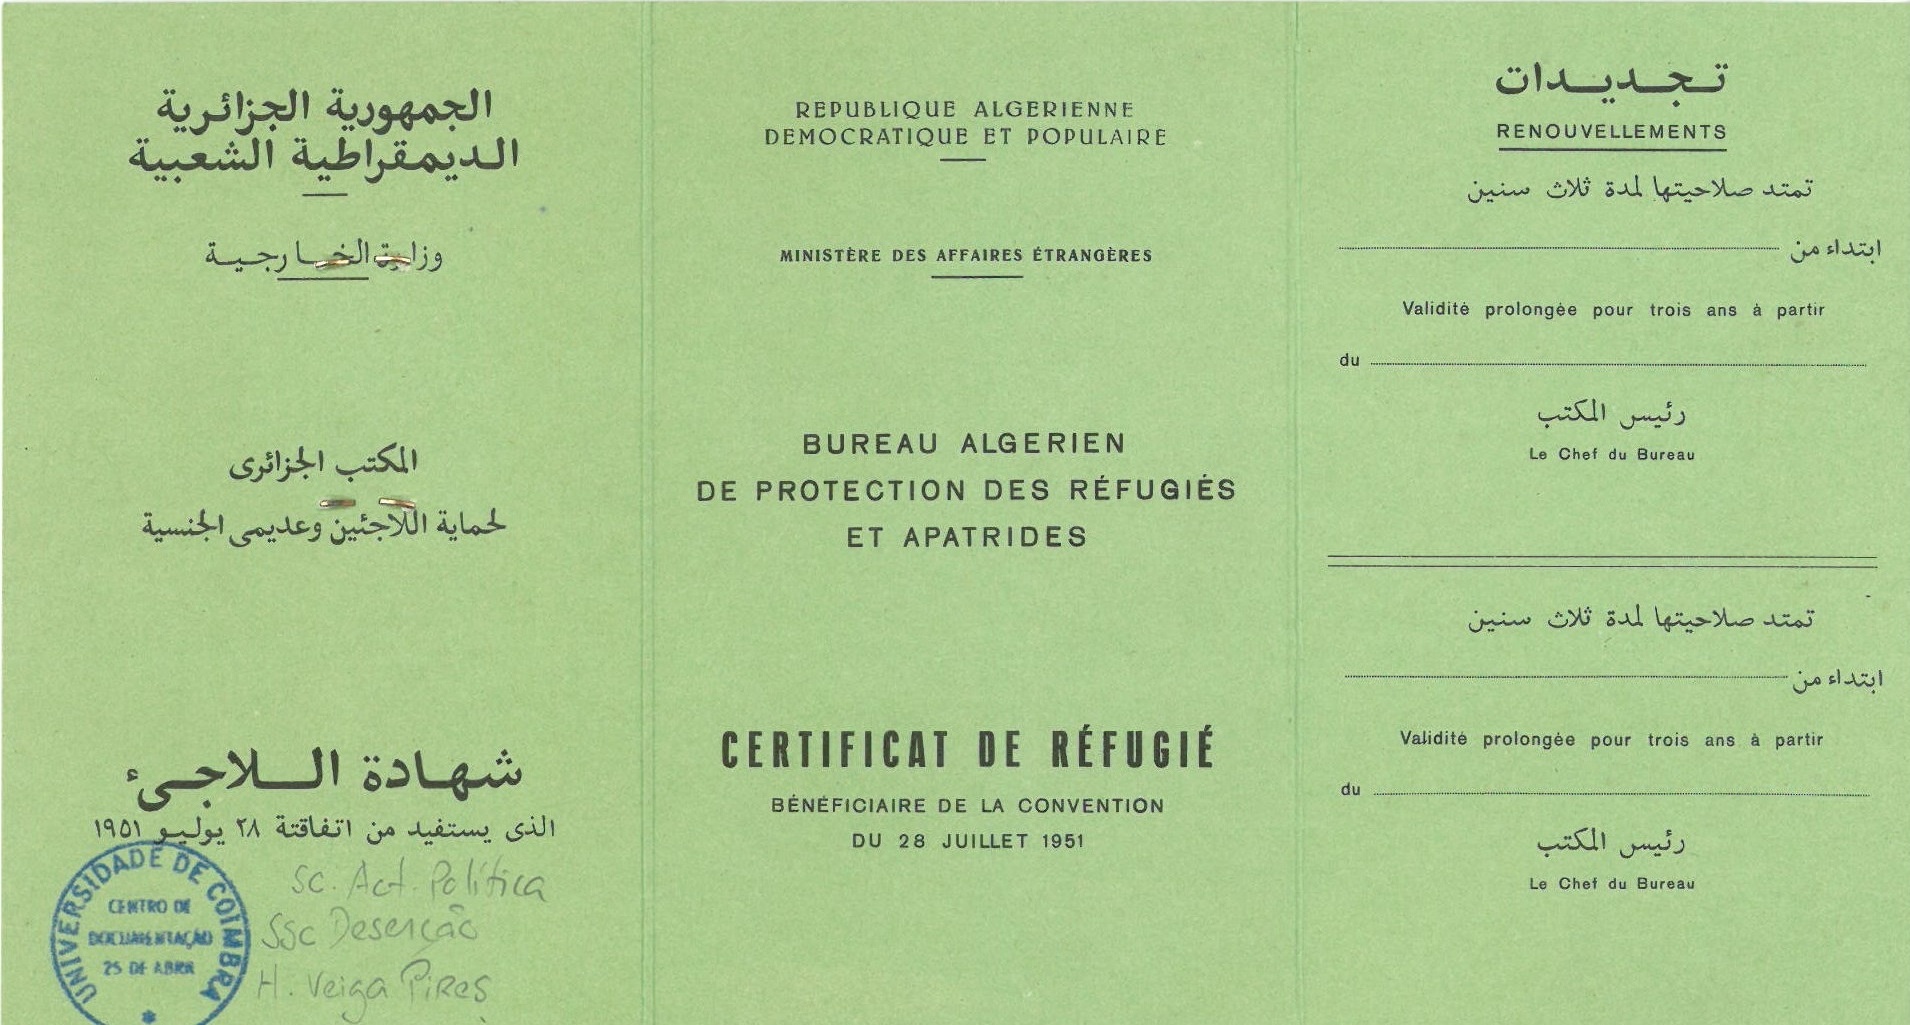 الجمهورية الجزائرية
الديمقراطية الشعبية
وزارة الخارجية
المكتب الجزائرى
لحماية اللاجئين وعديمى الجنسية
شهادة اللاجىء
الذى يستفيد من اتفاقتة ٢٨ يوليو ١٩٥١
UNIVERSIDADE DE COIMBRA
CENTRO DE
DOCUMENTAÇÃO
25 DE ABRIL
*
SC. Act. Política
SSC Deserção
H. Veiga Pires
REPUBLIQUE ALGERIENNE
DEMOCRATIQUE ET POPULAIRE
MINISTÈRE DES AFFAIRES ÉTRANGÈRES
BUREAU ALGERIEN
DE PROTECTION DES RÉFUGIÉS
ET APATRIDES
CERTIFICAT DE RÉFUGIÉ
BÉNÉFICIAIRE DE LA CONVENTION
DU 28 JUILLET 1951
تجديدات
RENOUVELLEMENTS
تمتد صلاحيتها لمدة ثلاث سنين
ابتداء من
Validité prolongée pour trois ans à partir
du
رئيس المكتب
Le Chef du Bureau
تمتد صلاحيتها لمدة ثلاث سنين
ابتداء من
Validité prolongée pour trois ans à partir
du
رئيس المكتب
Le Chef du Bureau